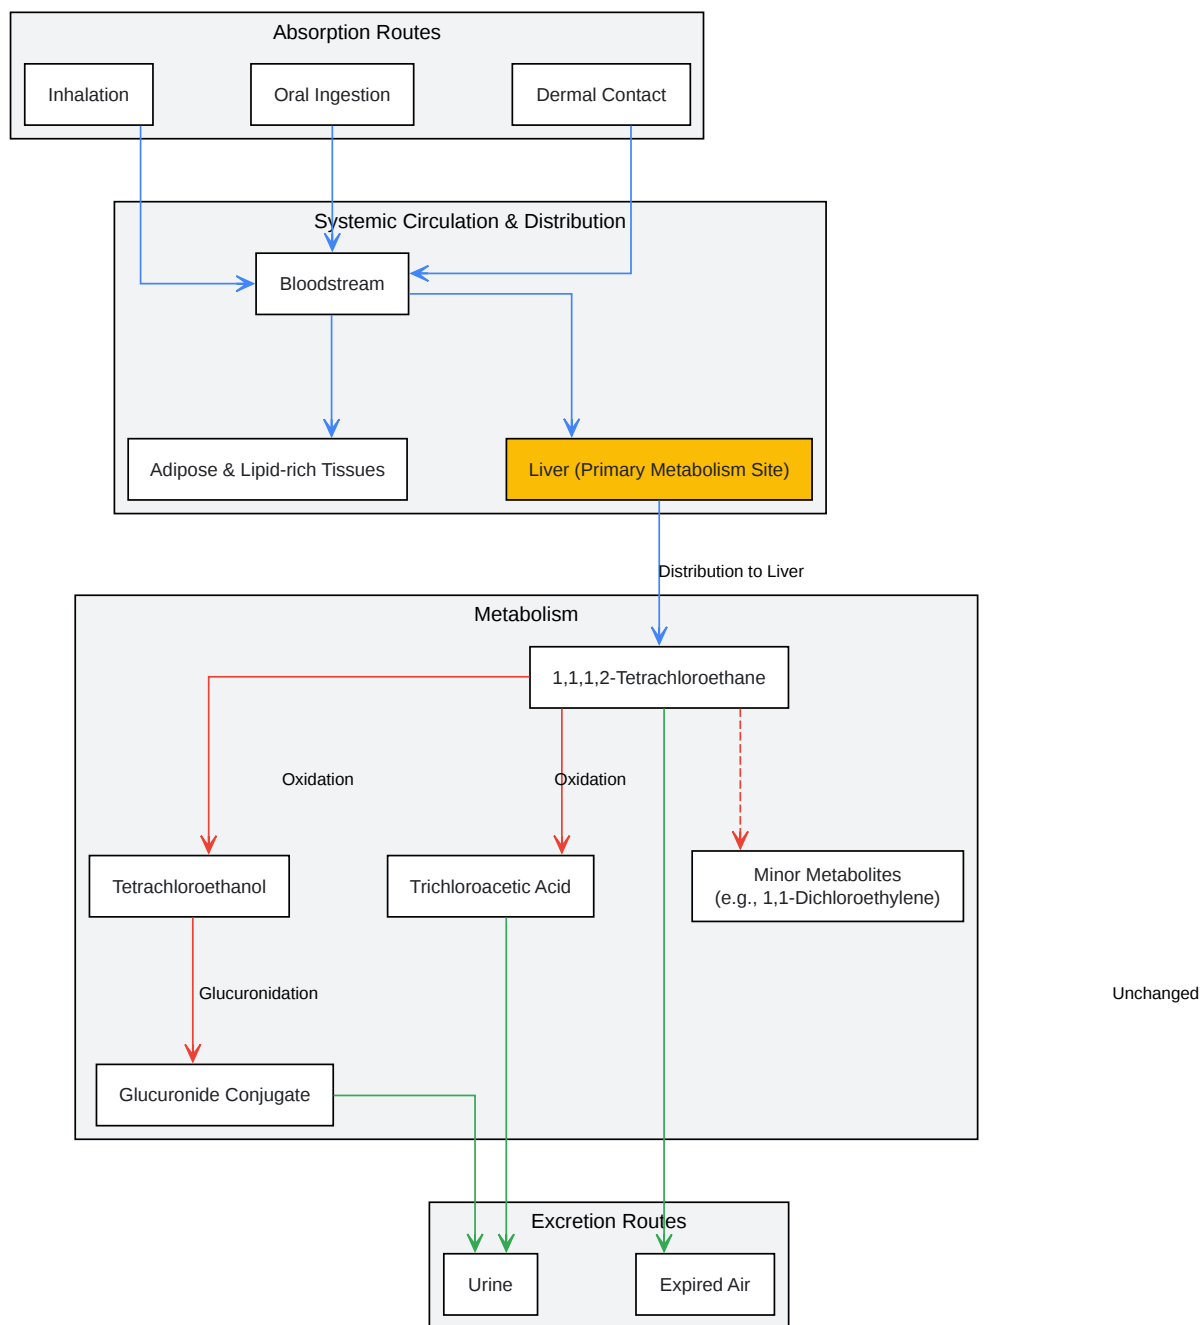 Absorption Routes
Inhalation
Oral Ingestion
Dermal Contact
Systemic Circulation & Distribution
Bloodstream
Adipose & Lipid-rich Tissues
Liver (Primary Metabolism Site)
Distribution to Liver
Metabolism
1,1,1,2-Tetrachloroethane
Oxidation
Oxidation
Tetrachloroethanol
Trichloroacetic Acid
Minor Metabolites
(e.g., 1,1-Dichloroethylene)
Glucuronidation
Unchanged
Glucuronide Conjugate
Excretion Routes
Urine
Expired Air